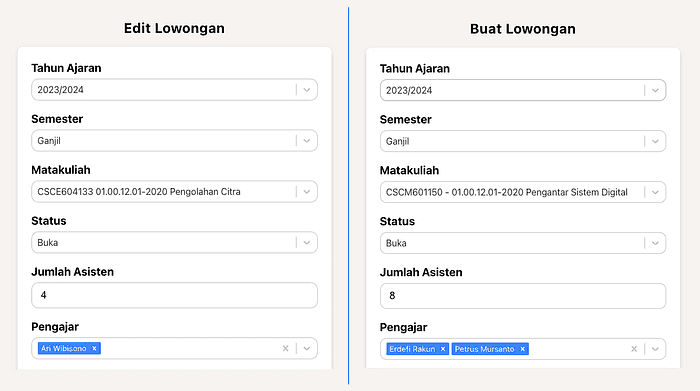 Edit Lowongan
Tahun Ajaran
2023/2024
Semester
Ganjil
Matakuliah
CSCE604133 01.00.12.01-2020 Pengolahan Citra
Status
Buka
Jumlah Asisten
4
Pengajar
Ari Wibisono ×
Buat Lowongan
Tahun Ajaran
2023/2024
Semester
Ganjil
Matakuliah
CSCM601150 - 01.00.12.01-2020 Pengantar Sistem Digital
Status
Buka
Jumlah Asisten
8
Pengajar
Erdefi Rakun × Petrus Mursanto ×